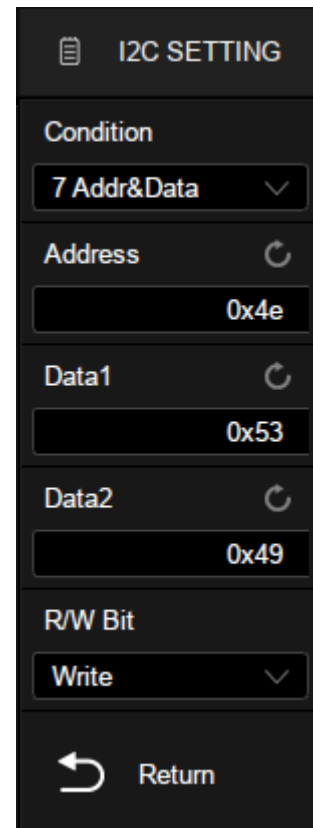 I2C SETTING
Condition
7 Addr&Data
Address
0x4e
Data1
0x53
Data2
0x49
R/W Bit
Write
Return